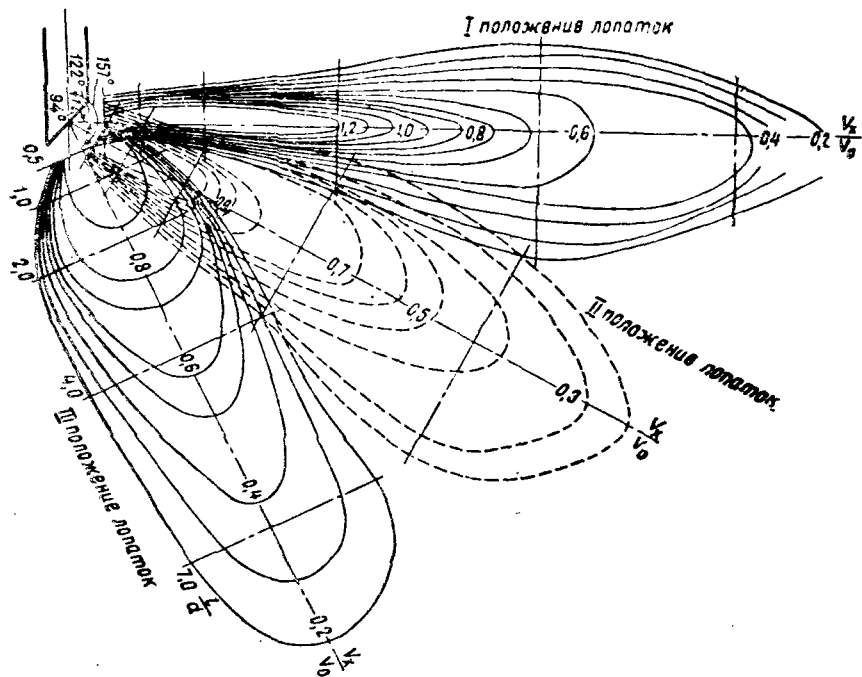 I положение лопаток
122°
157°
94°
0,5
1,0
2,0
4,0
7,0 x/d
1,2
1,0
0,8
0,6
0,4
0,2
Vx/V0
0,7
0,5
0,3
Vx/V0
II положение лопаток
0,8
0,6
0,4
0,2
Vx/V0
III положение лопаток